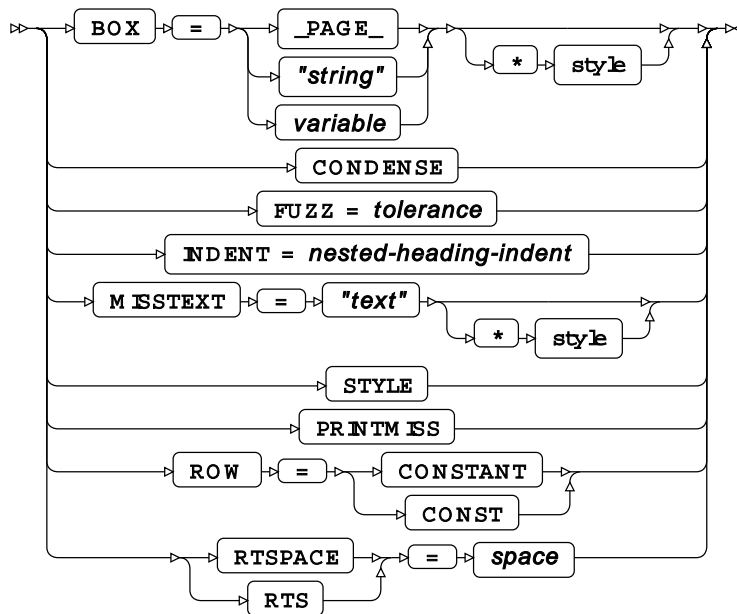 BOX = _PAGE_
* style
"string"
variable
CONDENSE
FUZZ = tolerance
INDENT = nested-heading-indent
MISSTEXT = "text"
* style
STYLE
PRINTMISS
ROW = CONSTANT
CONST
RTSPACE = space
RTS